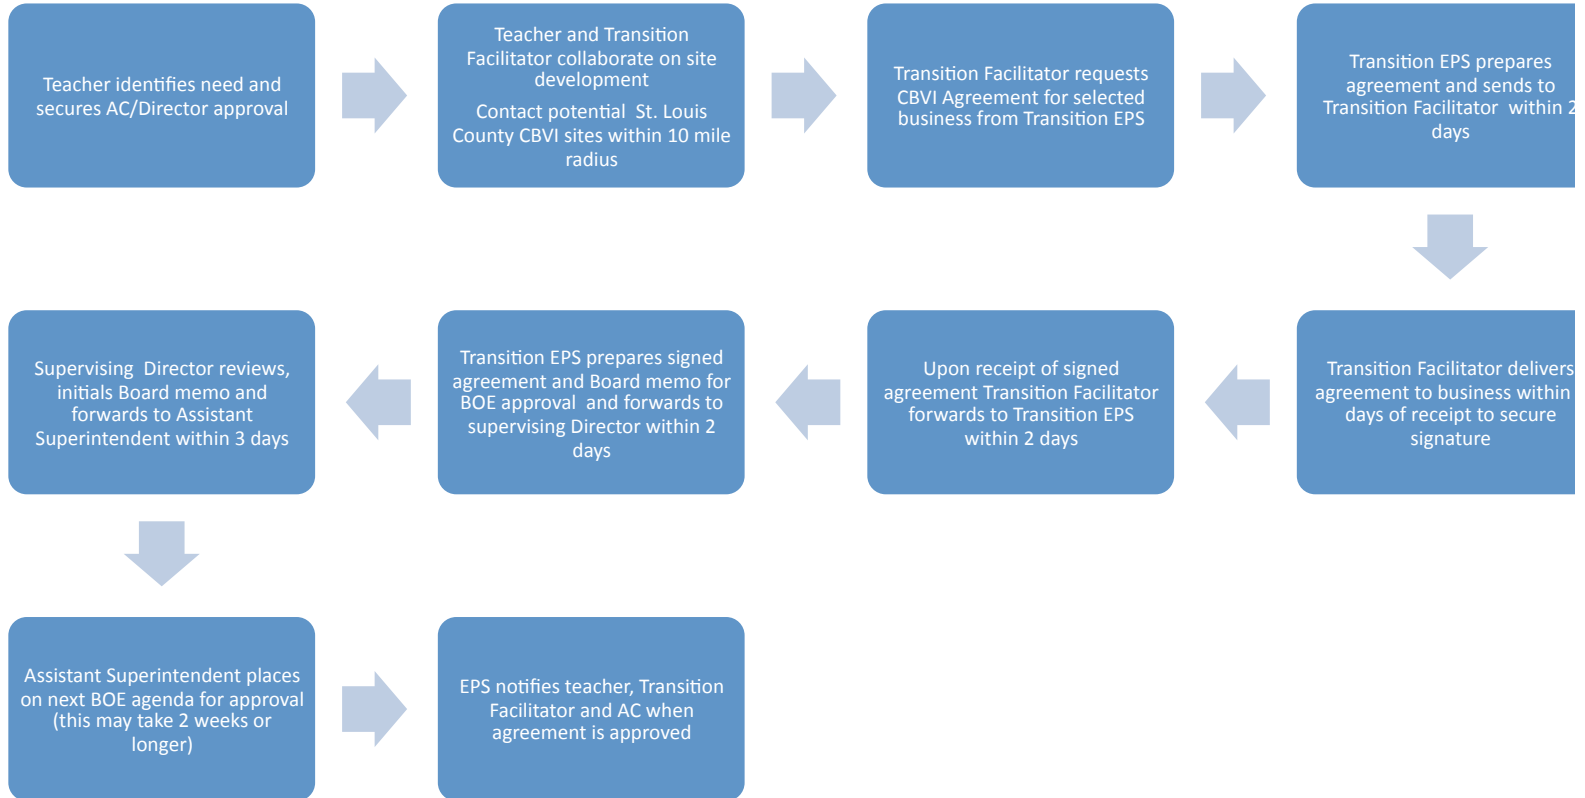 Teacher identifies need and
secures AC/Director approval
Teacher and Transition
Facilitator collaborate on site
development
Contact potential St. Louis
County CBVI sites within 10 mile
radius
Transition Facilitator requests
CBVI Agreement for selected
business from Transition EPS
Transition EPS prepares
agreement and sends to
Transition Facilitator within 2
days
Transition Facilitator delivers
agreement to business within
days of receipt to secure
signature
Upon receipt of signed
agreement Transition Facilitator
forwards to Transition EPS
within 2 days
Transition EPS prepares signed
agreement and Board memo for
BOE approval and forwards to
supervising Director within 2
days
Supervising Director reviews,
initials Board memo and
forwards to Assistant
Superintendent within 3 days
Assistant Superintendent places
on next BOE agenda for approval
(this may take 2 weeks or
longer)
EPS notifies teacher, Transition
Facilitator and AC when
agreement is approved